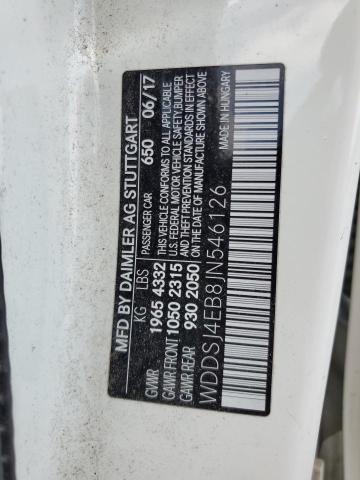 MFD BY DAIMLER AG STUTTGART
KG LBS PASSENGER CAR 650 06/17
GVWR 1965 4332 THIS VEHICLE CONFORMS TO ALL APPLICABLE
GAWR FRONT 1050 2315 U.S. FEDERAL MOTOR VEHICLE SAFETY, BUMPER
AND THEFT PREVENTION STANDARDS IN EFFECT
GAWR REAR 930 2050 ON DATE OF MANUFACTURE SHOWN ABOVE
WDDSJ4EB8JN546126 MADE IN HUNGARY